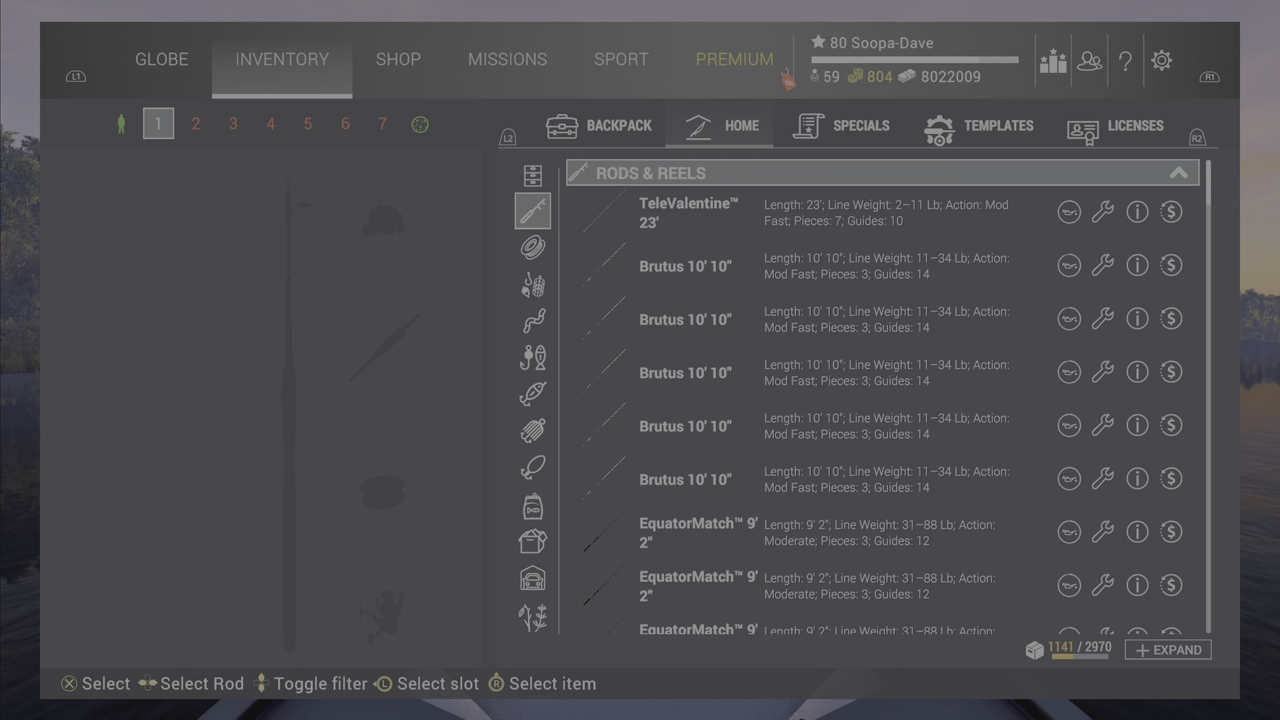 GLOBE
INVENTORY
SHOP
MISSIONS
SPORT
PREMIUM
80 Soopa-Dave
59 804 8022009
L1
R1
1 2 3 4 5 6 7
L2
BACKPACK
HOME
SPECIALS
TEMPLATES
LICENSES
R2
RODS & REELS
TeleValentine™
23'
Length: 23'; Line Weight: 2–11 Lb; Action: Mod
Fast; Pieces: 7; Guides: 10
Brutus 10' 10"
Length: 10' 10"; Line Weight: 11–34 Lb; Action:
Mod Fast; Pieces: 3; Guides: 14
Brutus 10' 10"
Length: 10' 10"; Line Weight: 11–34 Lb; Action:
Mod Fast; Pieces: 3; Guides: 14
Brutus 10' 10"
Length: 10' 10"; Line Weight: 11–34 Lb; Action:
Mod Fast; Pieces: 3; Guides: 14
Brutus 10' 10"
Length: 10' 10"; Line Weight: 11–34 Lb; Action:
Mod Fast; Pieces: 3; Guides: 14
Brutus 10' 10"
Length: 10' 10"; Line Weight: 11–34 Lb; Action:
Mod Fast; Pieces: 3; Guides: 14
EquatorMatch™ 9'
2"
Length: 9' 2"; Line Weight: 31–88 Lb; Action:
Moderate; Pieces: 3; Guides: 12
EquatorMatch™ 9'
2"
Length: 9' 2"; Line Weight: 31–88 Lb; Action:
Moderate; Pieces: 3; Guides: 12
EquatorMatch™ 9'
Length: 9' 2"; Line Weight: 31–88 Lb; Action:
1141 / 2970
EXPAND
Select
Select Rod
Toggle filter
L Select slot
R Select item